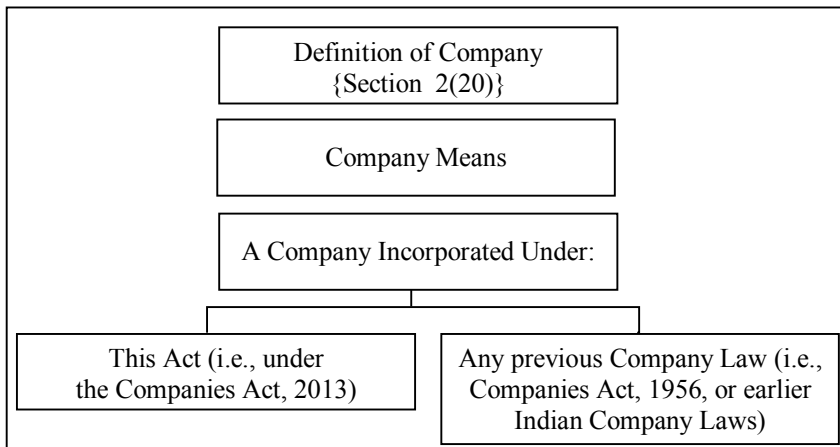 Definition of Company
{Section 2(20)}
Company Means
A Company Incorporated Under:
This Act (i.e., under
the Companies Act, 2013)
Any previous Company Law (i.e.,
Companies Act, 1956, or earlier
Indian Company Laws)